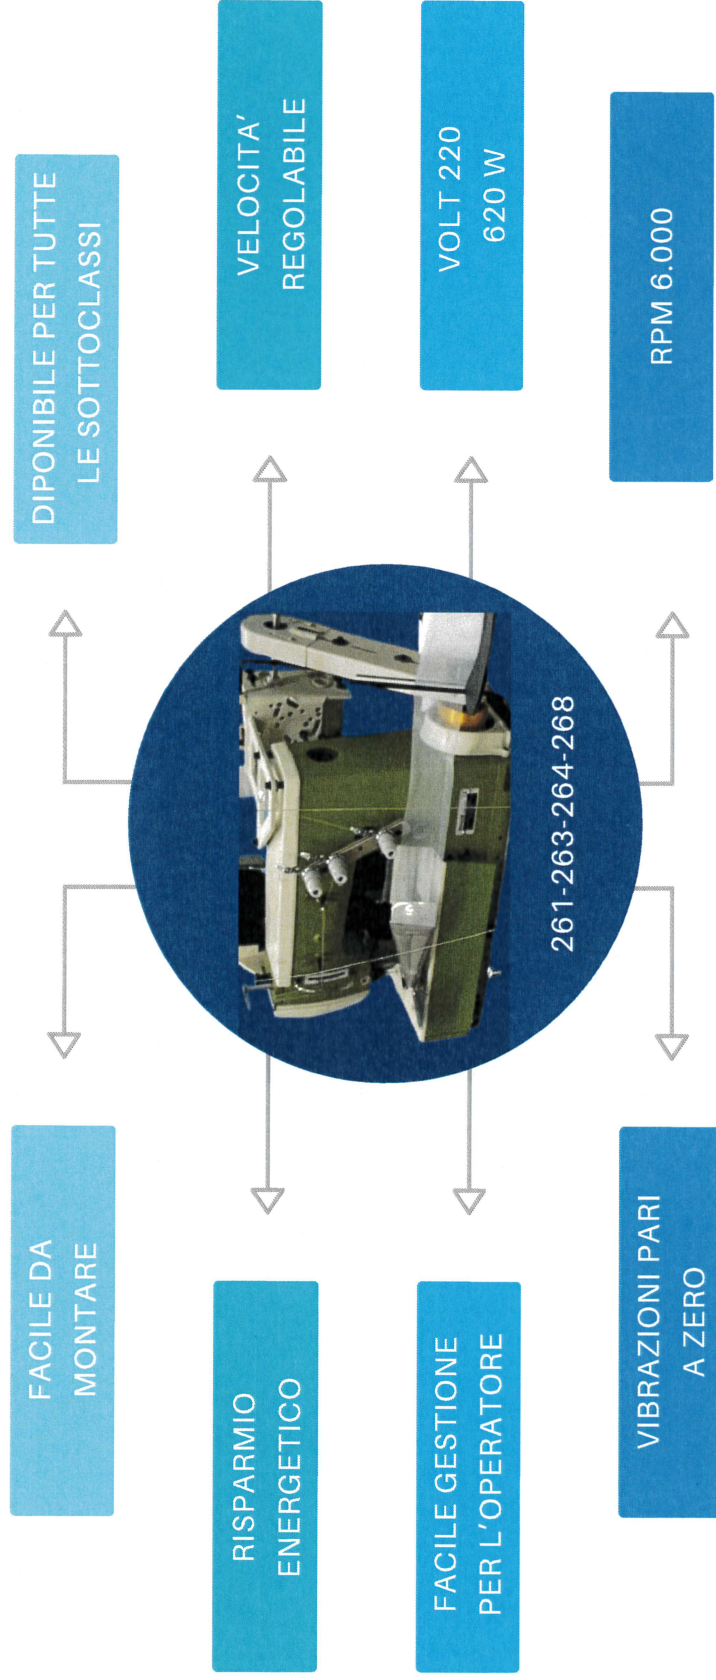 FACILE DA
MONTARE
RISPARMIO
ENERGETICO
FACILE GESTIONE
PER L'OPERATORE
VIBRAZIONI PARI
A ZERO
261-263-264-268
DIPONIBILE PER TUTTE
LE SOTTOCLASSI
VELOCITA'
REGOLABILE
VOLT 220
620 W
RPM 6.000